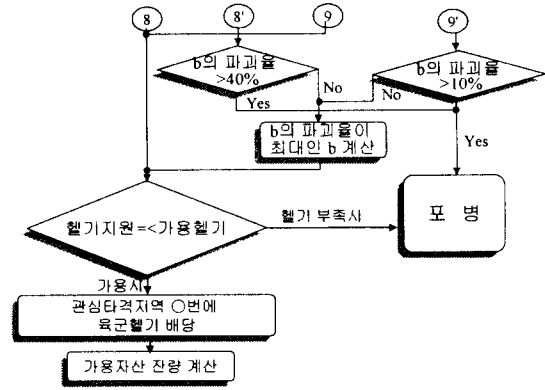 8
8'
9
9'
b의 파괴율
>40%
b의 파괴율
>10%
No
No
Yes
b의 파괴율이
최대인 b 계산
Yes
헬기지원=<가용헬기
헬기 부족시
포 병
가용시
관심타격지역 ○번에
육군헬기 배당
가용자산 잔량 계산